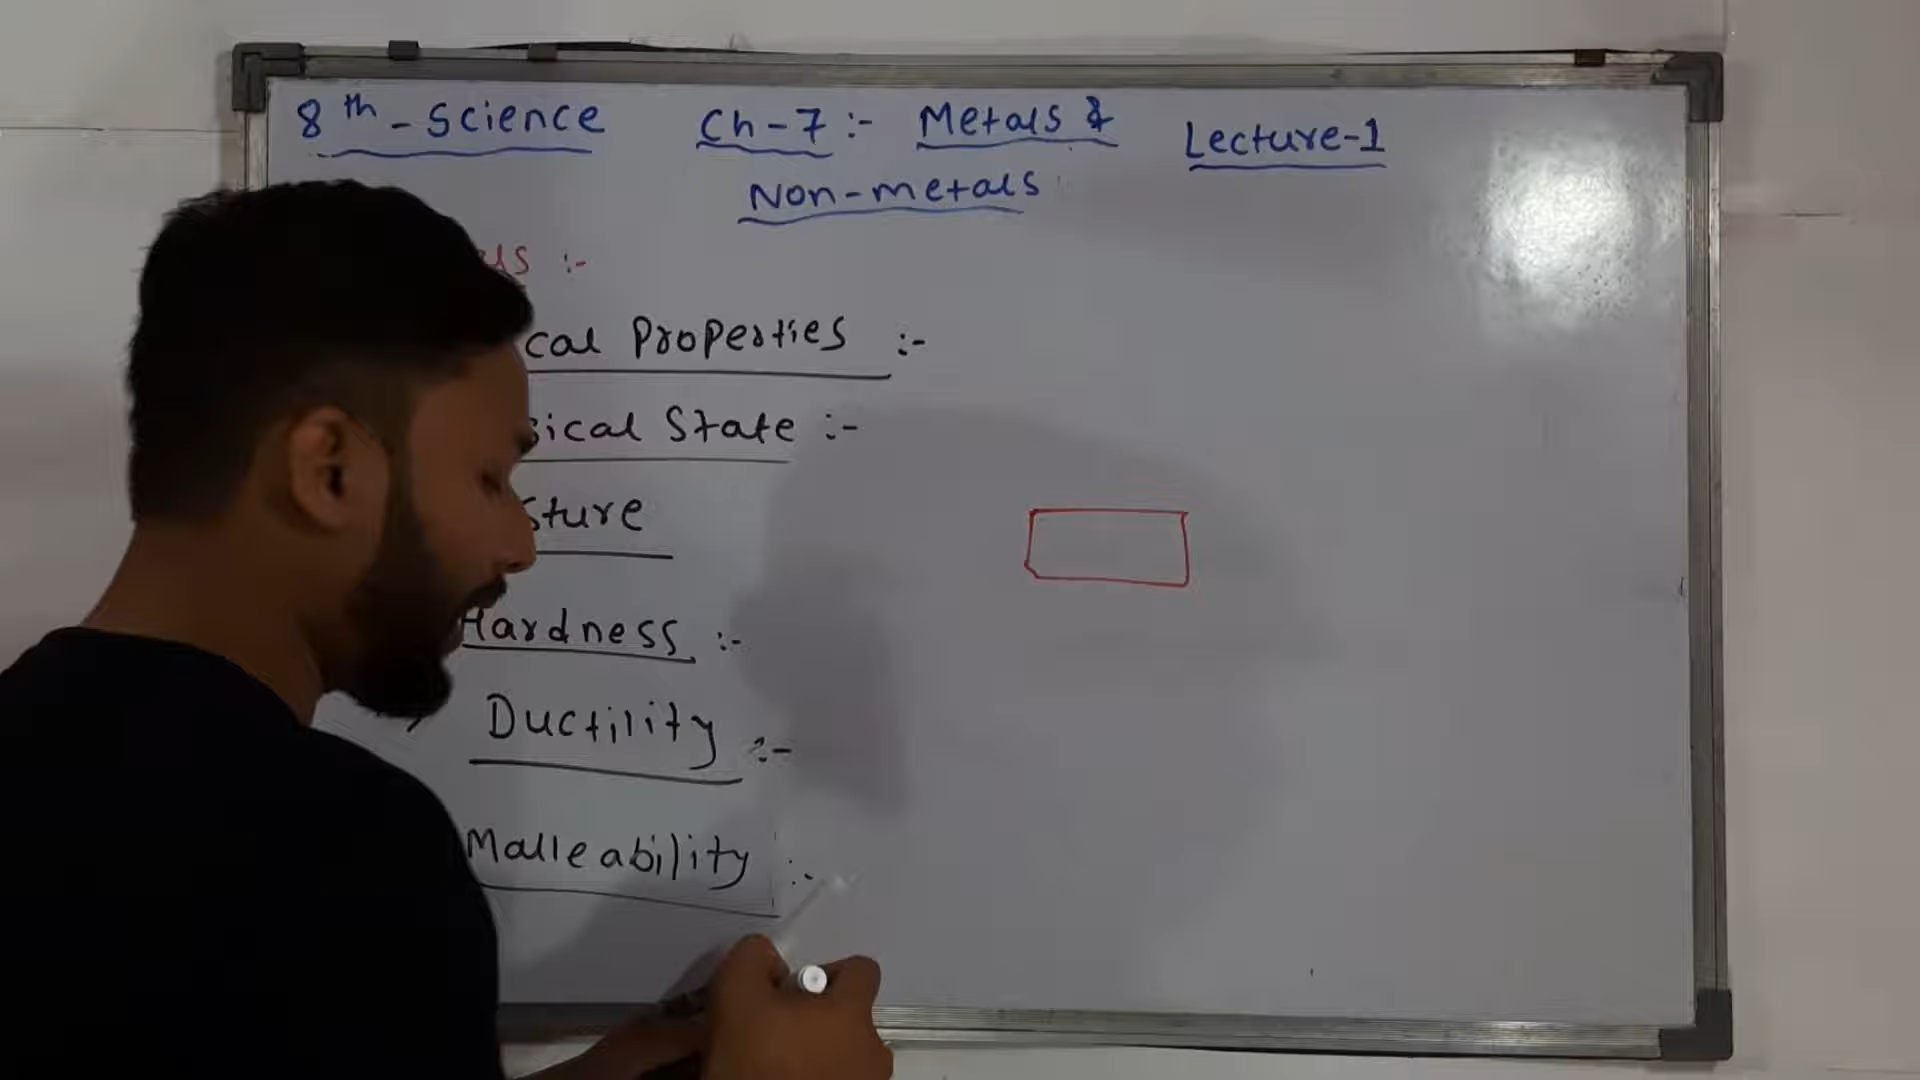 8th - Science Ch-7 :- Metals & Lecture-1
Non-metals
:-
Properties :-
State :-
Hardness :-
Ductility :-
Malleability :-